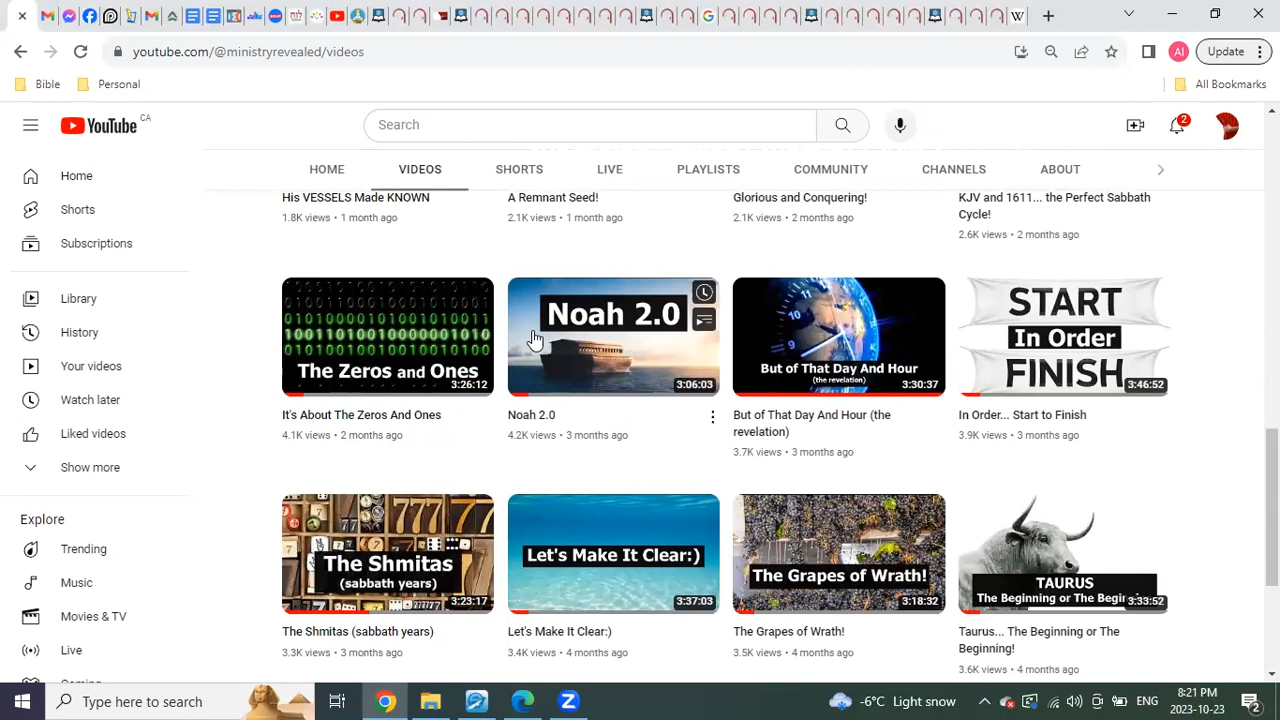 youtube.com/@ministryrevealed/videos
AI
Update
Bible
Personal
All Bookmarks
YouTube
CA
Search
2
HOME
VIDEOS
SHORTS
LIVE
PLAYLISTS
COMMUNITY
CHANNELS
ABOUT
Home
Shorts
Subscriptions
Library
History
Your videos
Watch later
Liked videos
Show more
Explore
Trending
Music
Movies & TV
Live
His VESSELS Made KNOWN
1.8K views • 1 month ago
A Remnant Seed!
2.1K views • 1 month ago
Glorious and Conquering!
2.1K views • 2 months ago
KJV and 1611... the Perfect Sabbath
Cycle!
2.6K views • 2 months ago
The Zeros and Ones
3:26:12
It's About The Zeros And Ones
4.1K views • 2 months ago
Noah 2.0
3:06:03
Noah 2.0
4.2K views • 3 months ago
But of That Day And Hour
(the revelation)
3:30:37
But of That Day And Hour (the
revelation)
3.7K views • 3 months ago
START
In Order
FINISH
3:46:52
In Order... Start to Finish
3.9K views • 3 months ago
The Shmitas
(sabbath years)
3:23:17
The Shmitas (sabbath years)
3.3K views • 3 months ago
Let's Make It Clear:)
3:37:03
Let's Make It Clear:)
3.4K views • 4 months ago
The Grapes of Wrath!
3:18:32
The Grapes of Wrath!
3.5K views • 4 months ago
TAURUS
The Beginning or The
3:33:52
Taurus... The Beginning or The
Beginning!
3.6K views • 4 months ago
Type here to search
-6°C Light snow
ENG
8:21 PM
2023-10-23
2